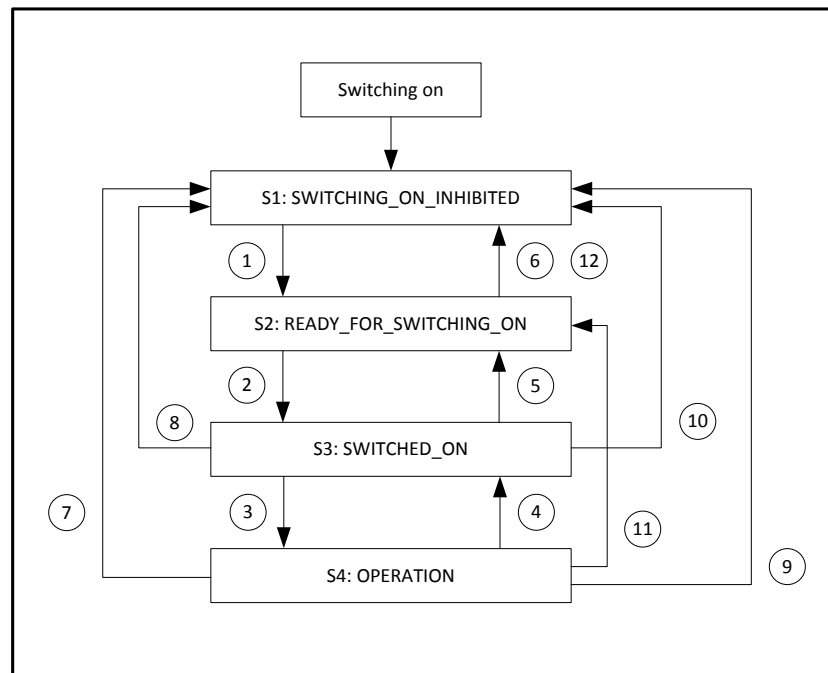 Switching on
S1: SWITCHING_ON_INHIBITED
1
6
12
S2: READY_FOR_SWITCHING_ON
2
5
8
10
S3: SWITCHED_ON
3
4
7
11
S4: OPERATION
9